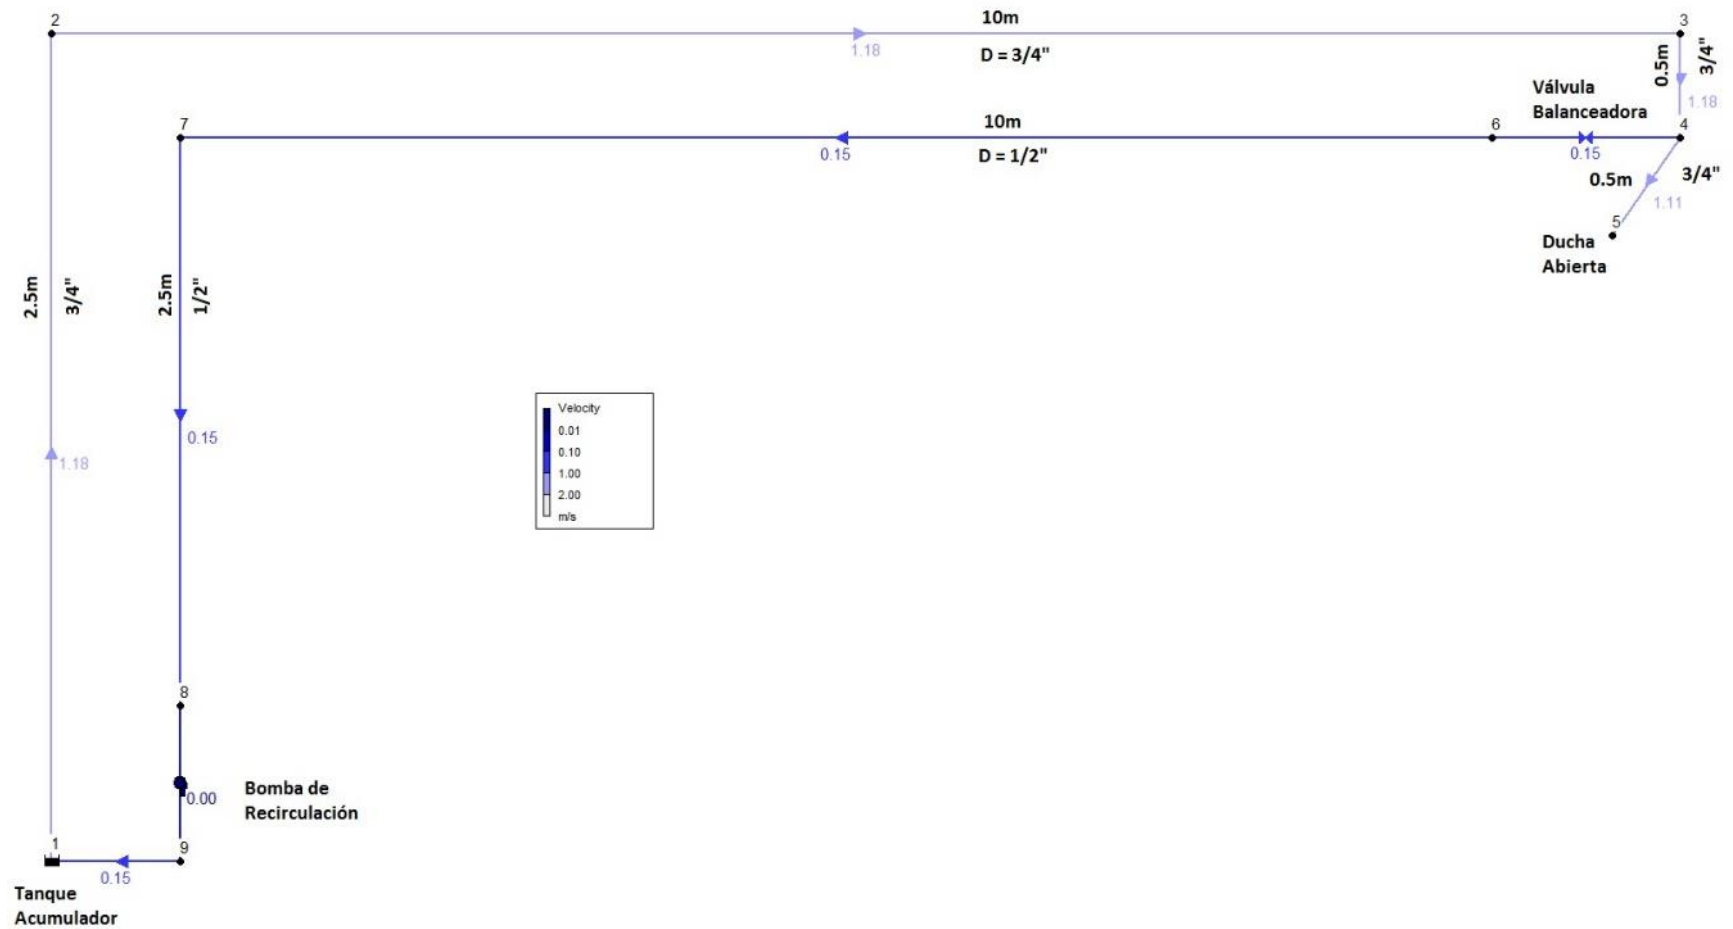 2
10m
3
1.18
D = 3/4"
0.5m
3/4"
Válvula
Balanceadora
1.18
7
10m
6
4
0.15
D = 1/2"
0.15
0.5m
3/4"
1.11
5
Ducha
Abierta
2.5m
3/4"
2.5m
1/2"
Velocity
0.01
0.10
1.00
2.00
m/s
0.15
1.18
8
0.00
Bomba de
Recirculación
1
9
0.15
Tanque
Acumulador